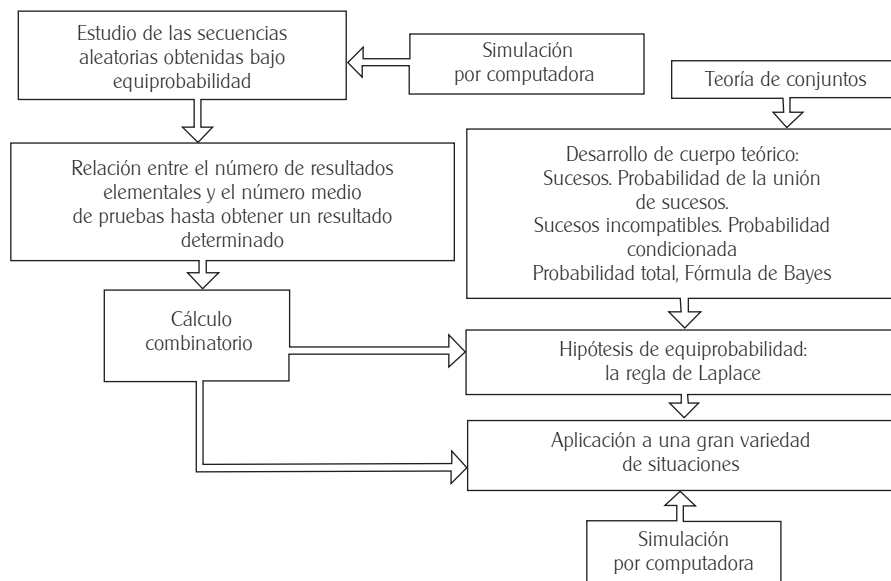 Estudio de las secuencias
aleatorias obtenidas bajo
equiprobabilidad
Simulación
por computadora
Teoría de conjuntos
Relación entre el número de resultados
elementales y el número medio
de pruebas hasta obtener un resultado
determinado
Desarrollo de cuerpo teórico:
Sucesos. Probabilidad de la unión
de sucesos.
Sucesos incompatibles. Probabilidad
condicionada
Probabilidad total, Fórmula de Bayes
Cálculo
combinatorio
Hipótesis de equiprobabilidad:
la regla de Laplace
Aplicación a una gran variedad
de situaciones
Simulación
por computadora